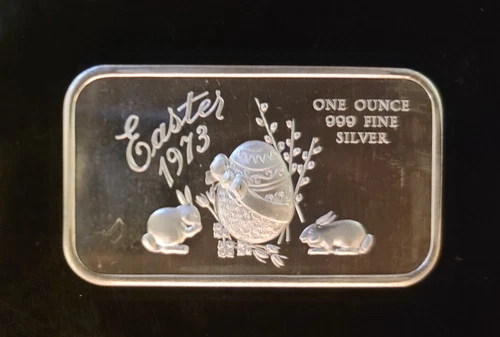 Easter
1973
ONE OUNCE
999 FINE
SILVER